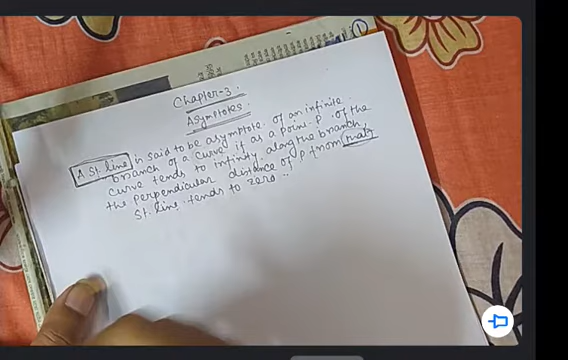 Chapter-3:
Asymptotes.
A St. line is said to be asymptote of an infinite
branch of a curve if as a point P of the
curve tends to infinity along the branch,
the perpendicular distance of P from that
St. line tends to zero..